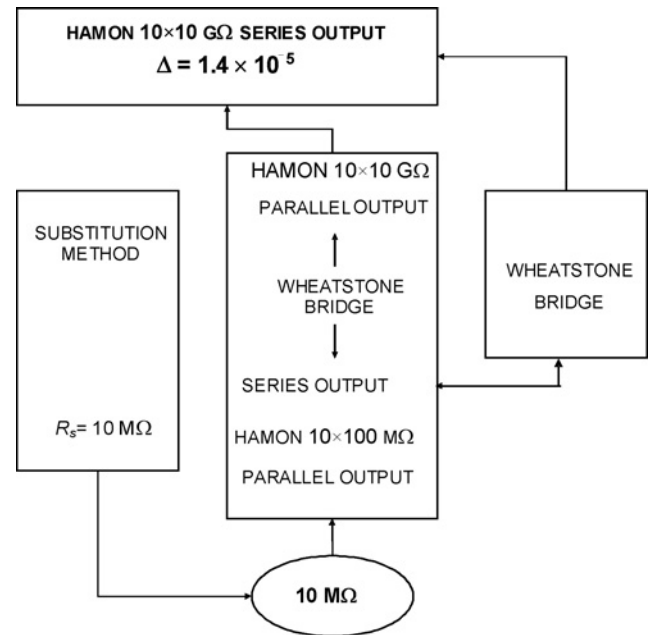 HAMON 10×10 GΩ SERIES OUTPUT
Δ = 1.4 × 10⁻⁵
HAMON 10×10 GΩ
PARALLEL OUTPUT
WHEATSTONE
BRIDGE
SERIES OUTPUT
HAMON 10×100 MΩ
PARALLEL OUTPUT
SUBSTITUTION
METHOD
Rs= 10 MΩ
WHEATSTONE
BRIDGE
10 MΩ